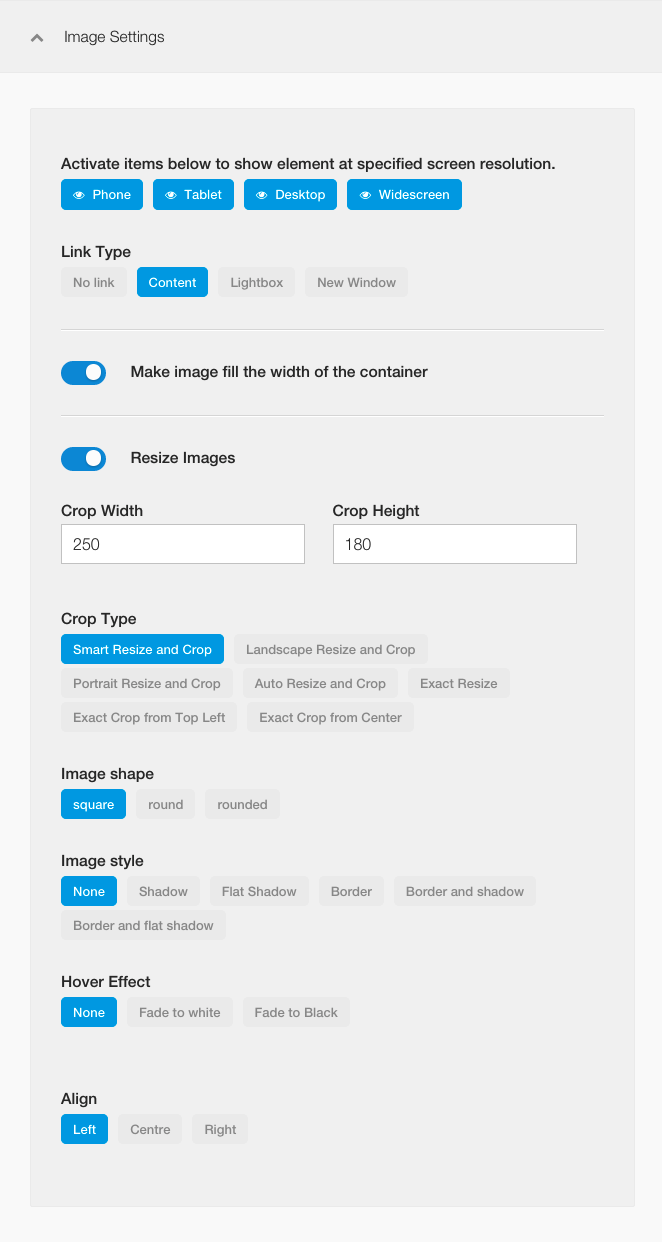 Image Settings
Activate items below to show element at specified screen resolution.
Phone Tablet Desktop Widescreen
Link Type
No link Content Lightbox New Window
Make image fill the width of the container
Resize Images
Crop Width Crop Height
250 180
Crop Type
Smart Resize and Crop Landscape Resize and Crop
Portrait Resize and Crop Auto Resize and Crop Exact Resize
Exact Crop from Top Left Exact Crop from Center
Image shape
square round rounded
Image style
None Shadow Flat Shadow Border Border and shadow
Border and flat shadow
Hover Effect
None Fade to white Fade to Black
Align
Left Centre Right